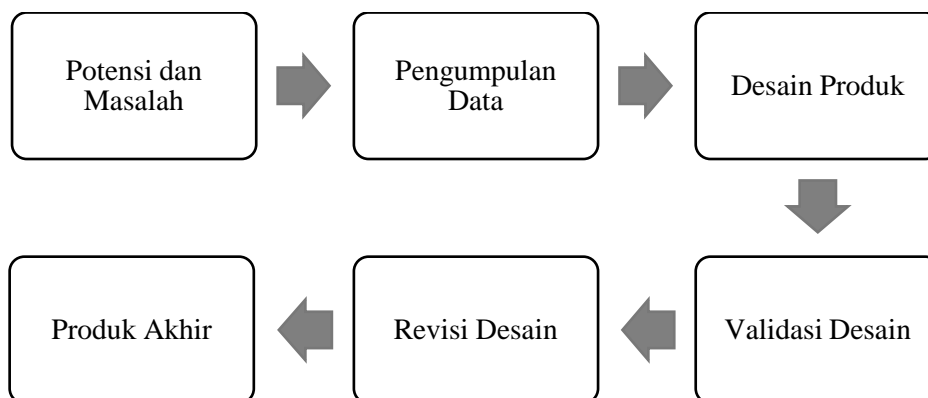 Potensi dan
Masalah
Pengumpulan
Data
Desain Produk
Validasi Desain
Revisi Desain
Produk Akhir